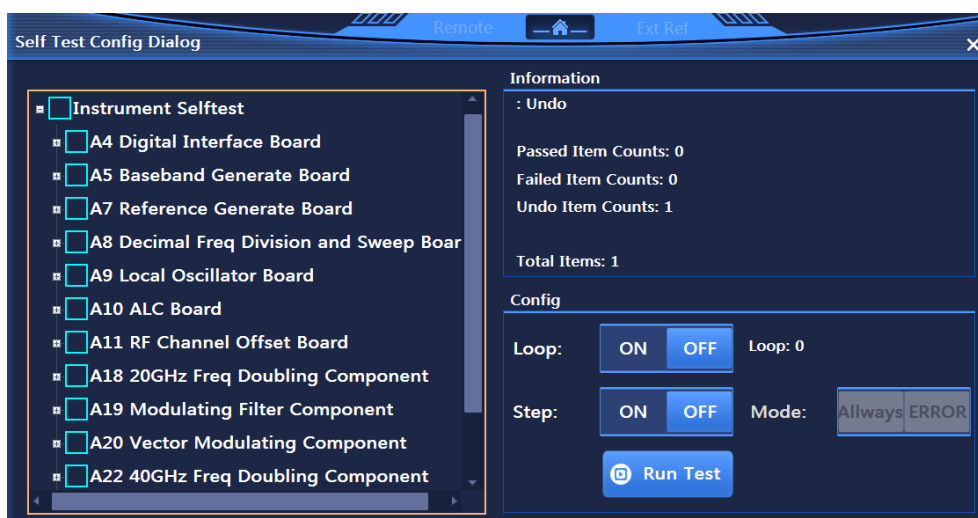 Remote
Ext Ref
Self Test Config Dialog
Instrument Selftest
A4 Digital Interface Board
A5 Baseband Generate Board
A7 Reference Generate Board
A8 Decimal Freq Division and Sweep Boar
A9 Local Oscillator Board
A10 ALC Board
A11 RF Channel Offset Board
A18 20GHz Freq Doubling Component
A19 Modulating Filter Component
A20 Vector Modulating Component
A22 40GHz Freq Doubling Component
Information
: Undo
Passed Item Counts: 0
Failed Item Counts: 0
Undo Item Counts: 1
Total Items: 1
Config
Loop: ON OFF Loop: 0
Step: ON OFF Mode: Allways ERROR
Run Test